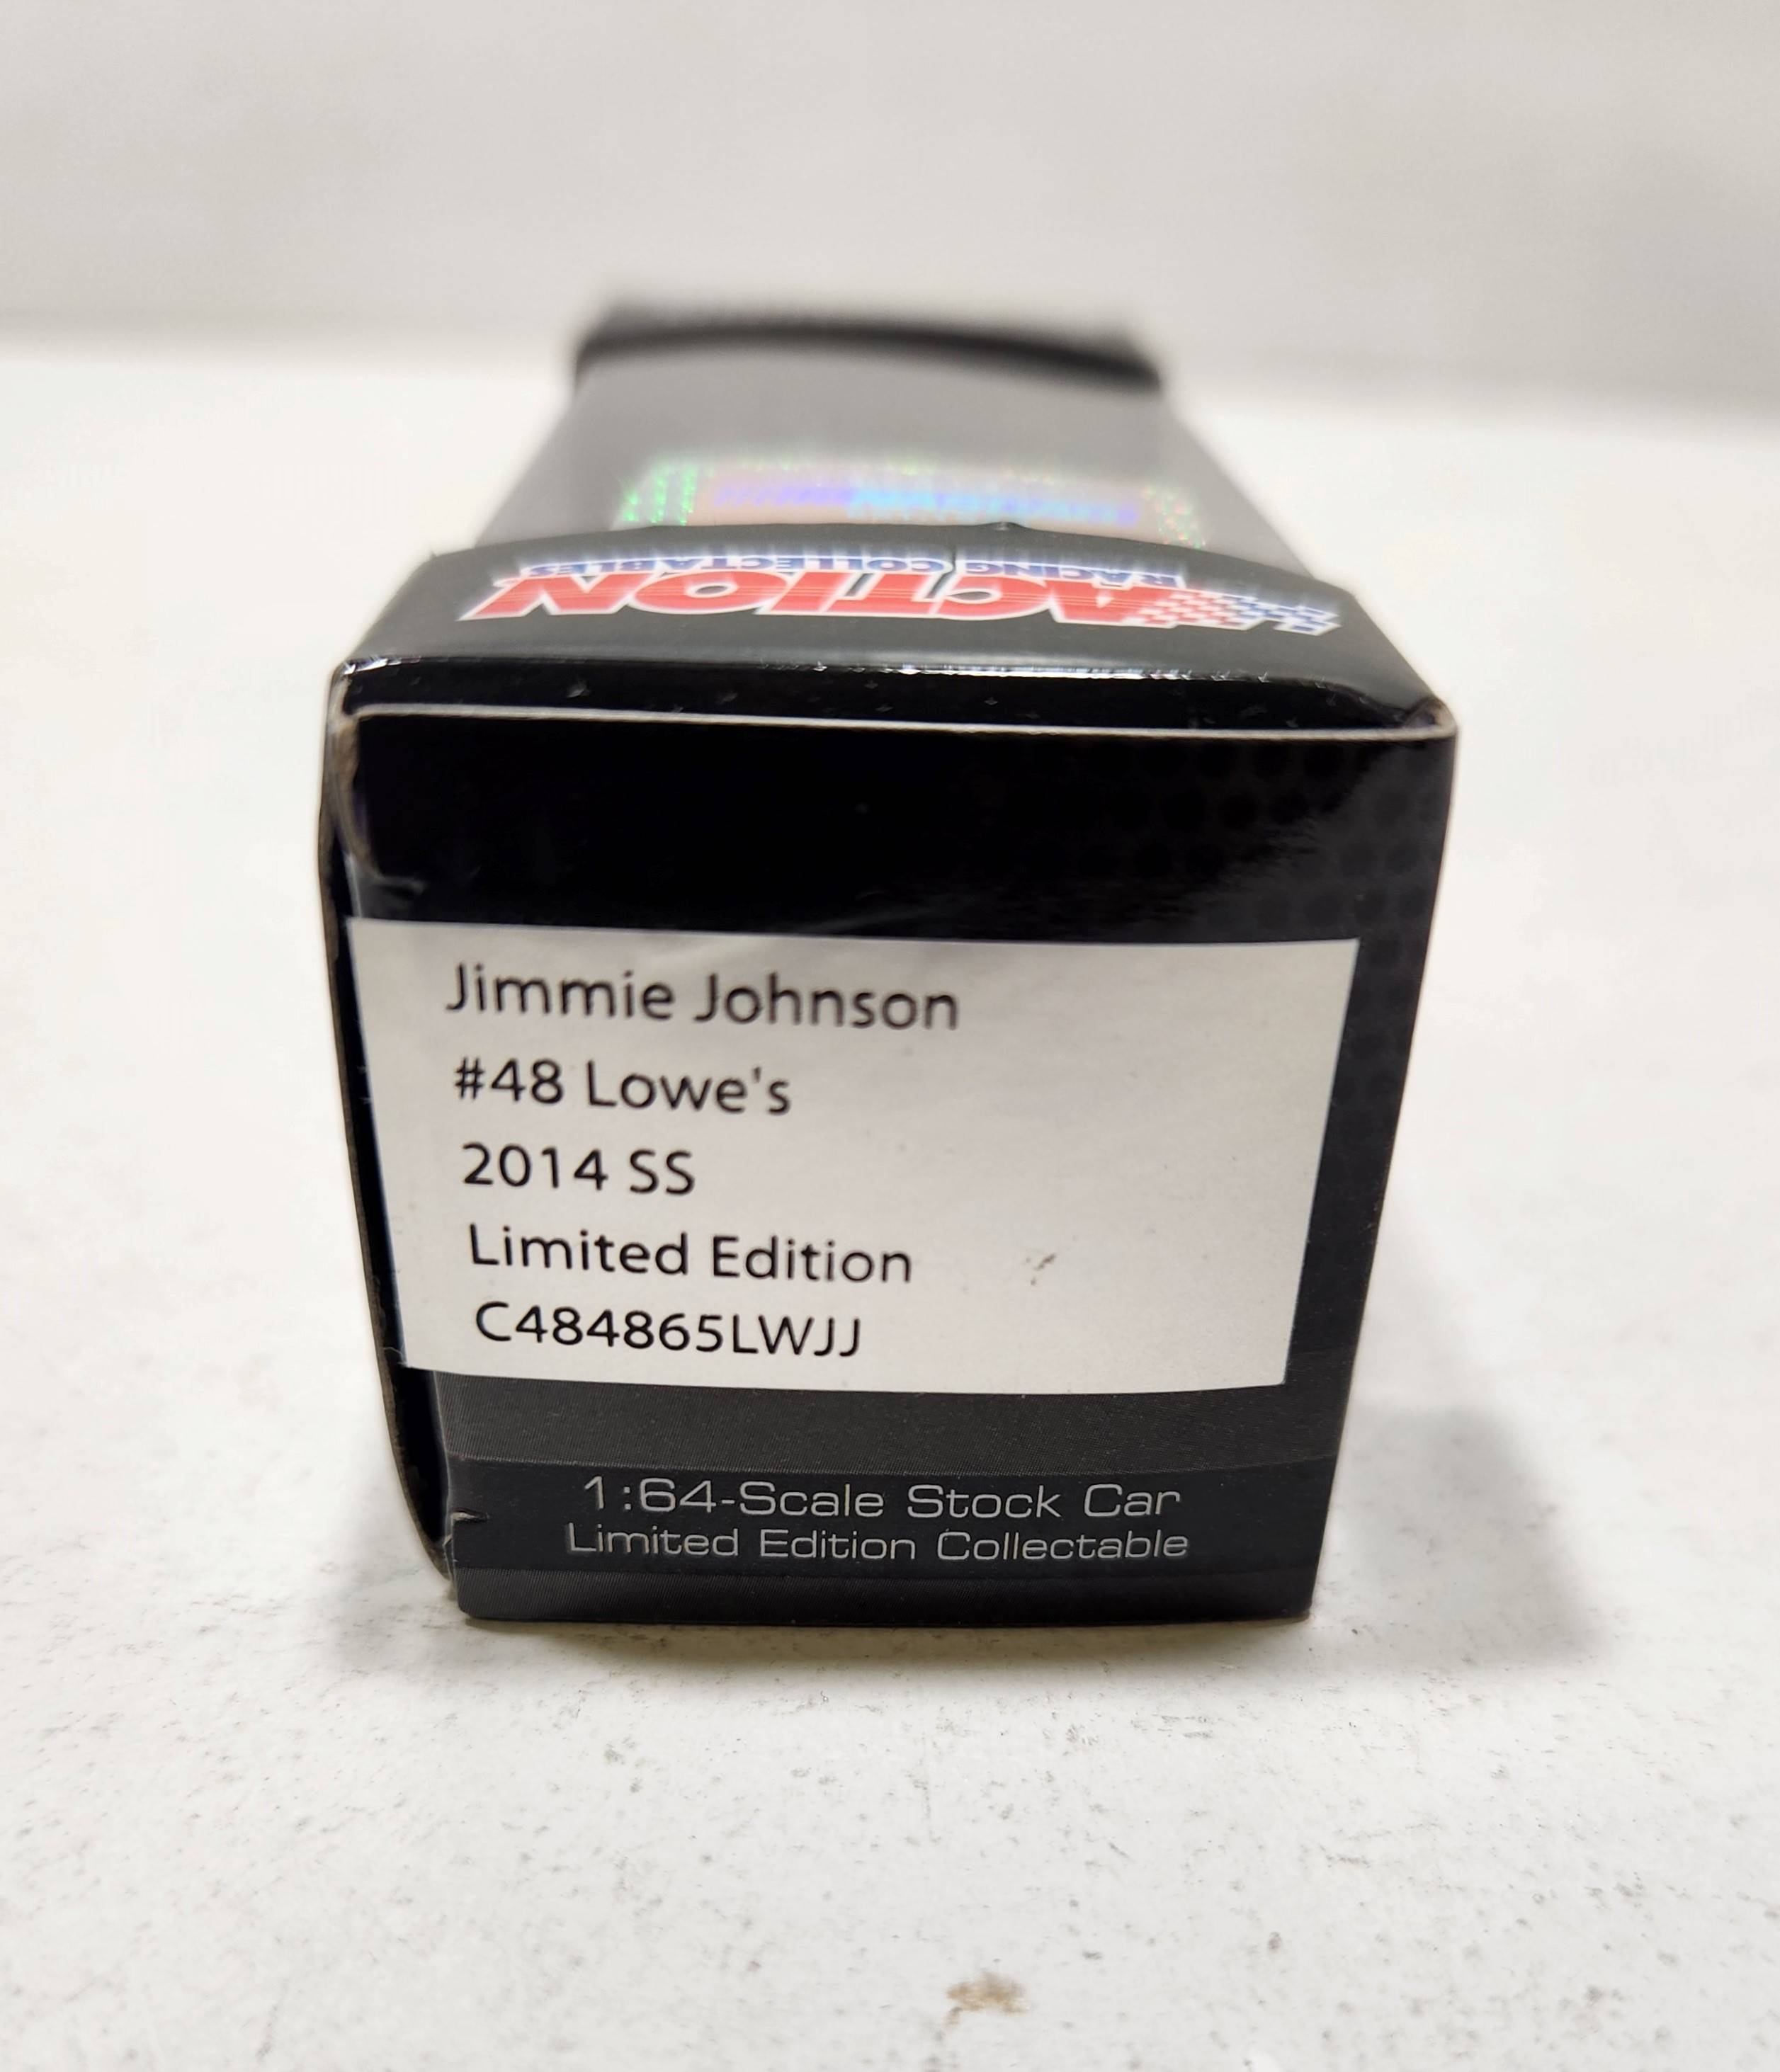 ACTION
RACING COLLECTABLES
Jimmie Johnson
#48 Lowe's
2014 SS
Limited Edition
C484865LWJJ
1:64-Scale Stock Car
Limited Edition Collectable